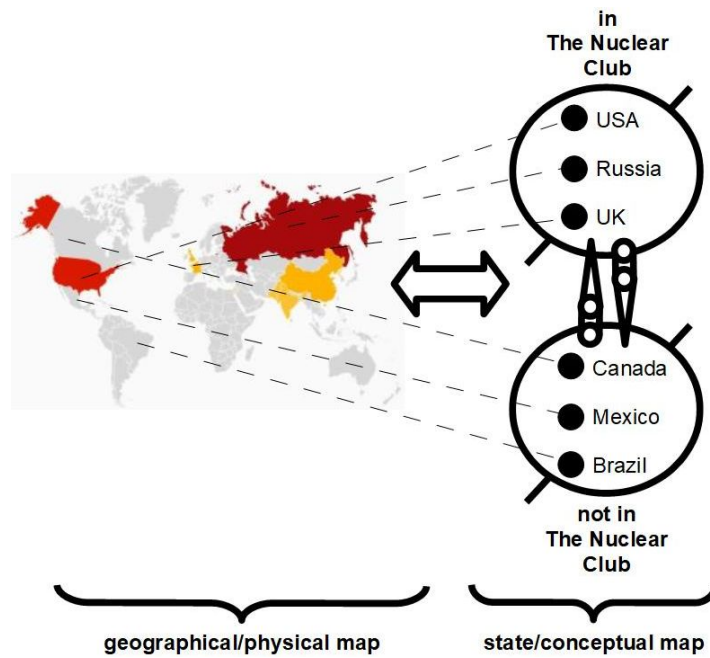 in
The Nuclear
Club
USA
Russia
UK
Canada
Mexico
Brazil
not in
The Nuclear
Club
geographical/physical map
state/conceptual map